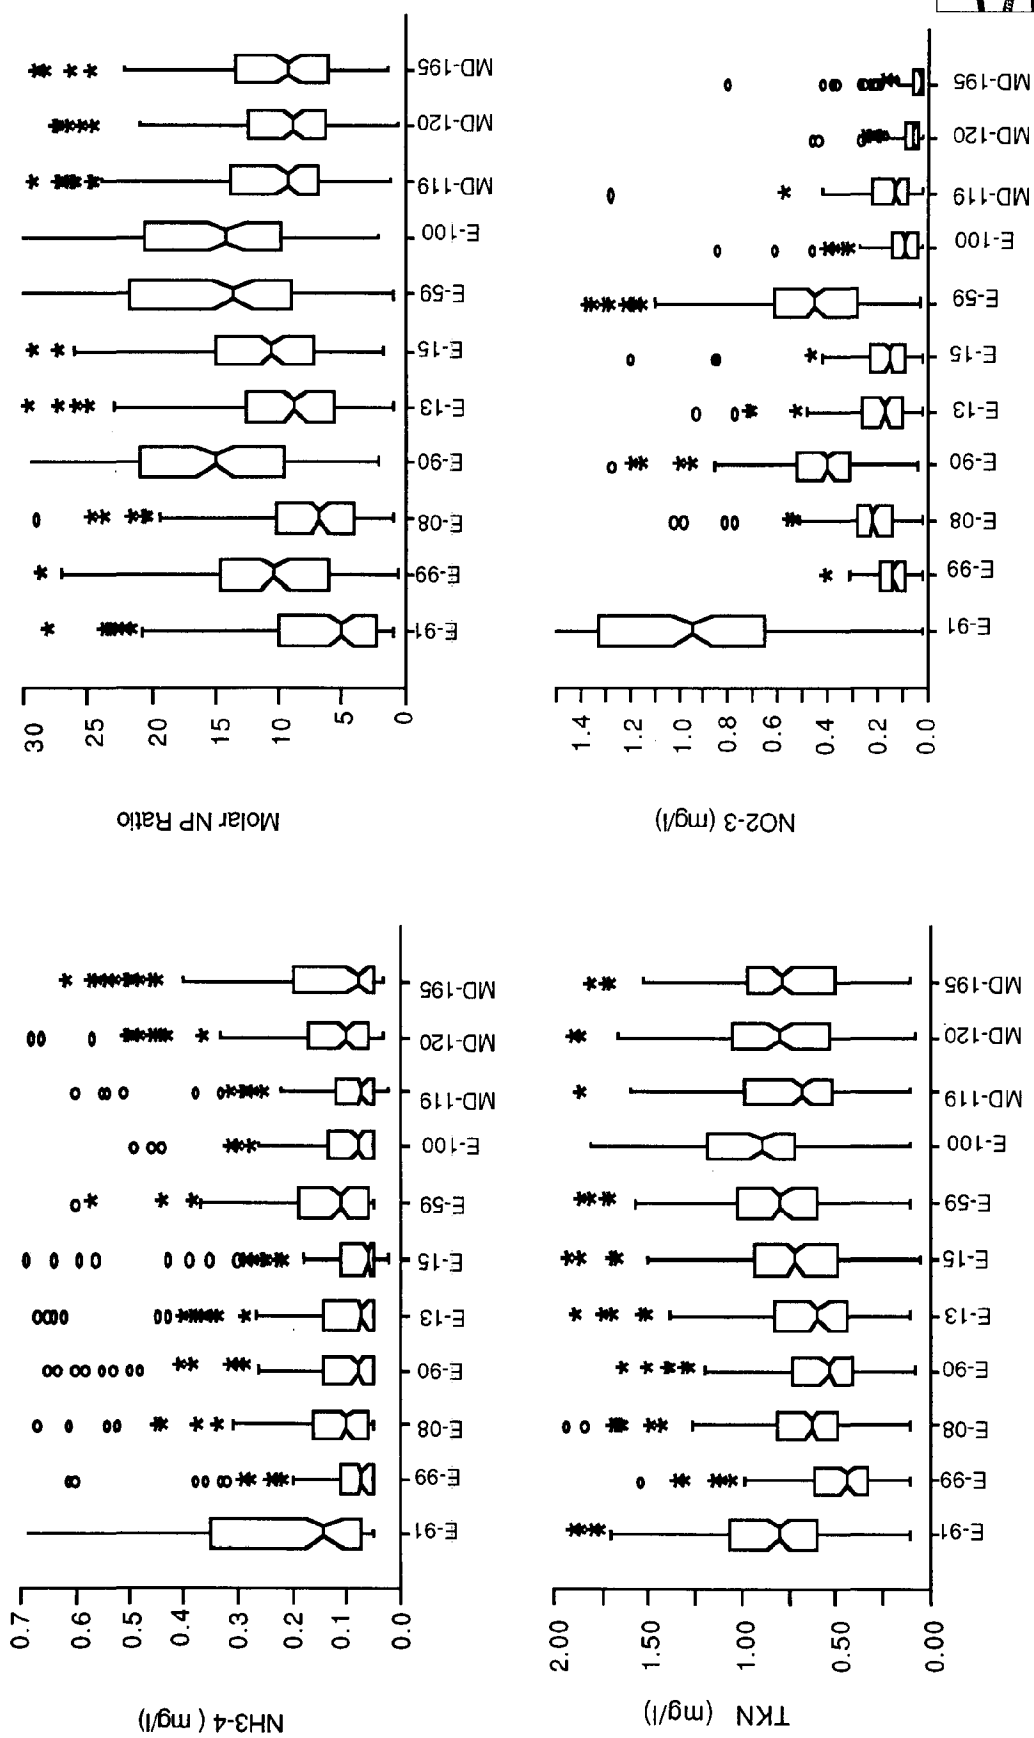 NH3-4 ( mg/l)
0.7
0.6
0.5
0.4
0.3
0.2
0.1
0.0
E-91
E-99
E-08
E-90
E-13
E-15
E-59
E-100
MD-119
MD-120
MD-195
Molar NP Ratio
30
25
20
15
10
5
0
E-91
E-99
E-08
E-90
E-13
E-15
E-59
E-100
MD-119
MD-120
MD-195
TKN (mg/l)
2.00
1.50
1.00
0.50
0.00
E-91
E-99
E-08
E-90
E-13
E-15
E-59
E-100
MD-119
MD-120
MD-195
NO2-3 (mg/l)
1.4
1.2
1.0
0.8
0.6
0.4
0.2
0.0
E-91
E-99
E-08
E-90
E-13
E-15
E-59
E-100
MD-119
MD-120
MD-195